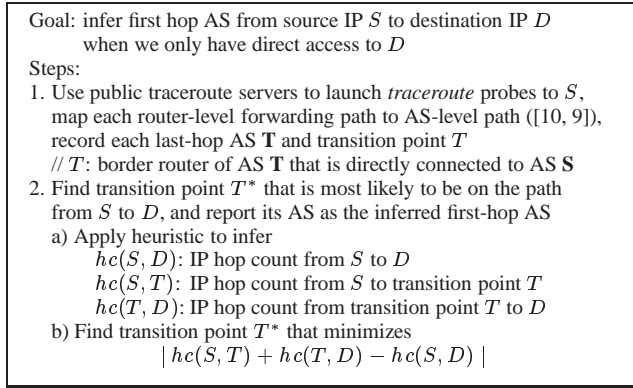 Goal: infer first hop AS from source IP S to destination IP D
when we only have direct access to D
Steps:
1. Use public traceroute servers to launch traceroute probes to S,
map each router-level forwarding path to AS-level path ([10, 9]),
record each last-hop AS T and transition point T
// T: border router of AS T that is directly connected to AS S
2. Find transition point T* that is most likely to be on the path
from S to D, and report its AS as the inferred first-hop AS
a) Apply heuristic to infer
hc(S, D): IP hop count from S to D
hc(S, T): IP hop count from S to transition point T
hc(T, D): IP hop count from transition point T to D
b) Find transition point T* that minimizes
| hc(S, T) + hc(T, D) − hc(S, D) |